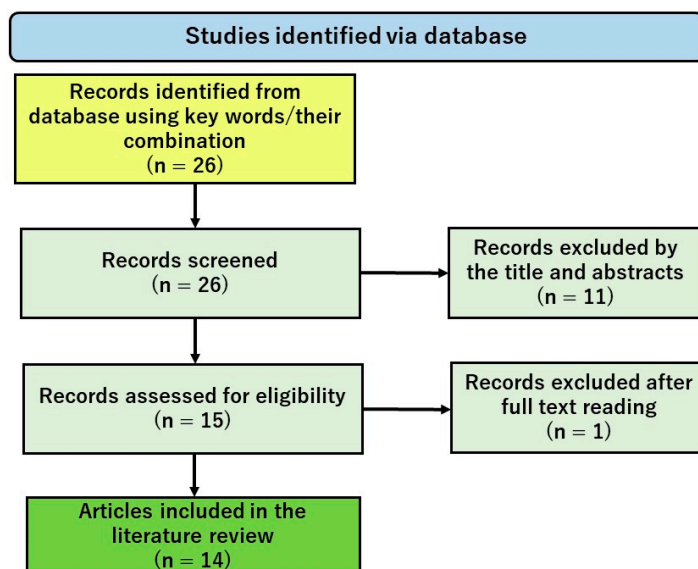 Studies identified via database
Records identified from
database using key words/their
combination
(n = 26)
Records screened
(n = 26)
Records excluded by
the title and abstracts
(n = 11)
Records assessed for eligibility
(n = 15)
Records excluded after
full text reading
(n = 1)
Articles included in the
literature review
(n = 14)